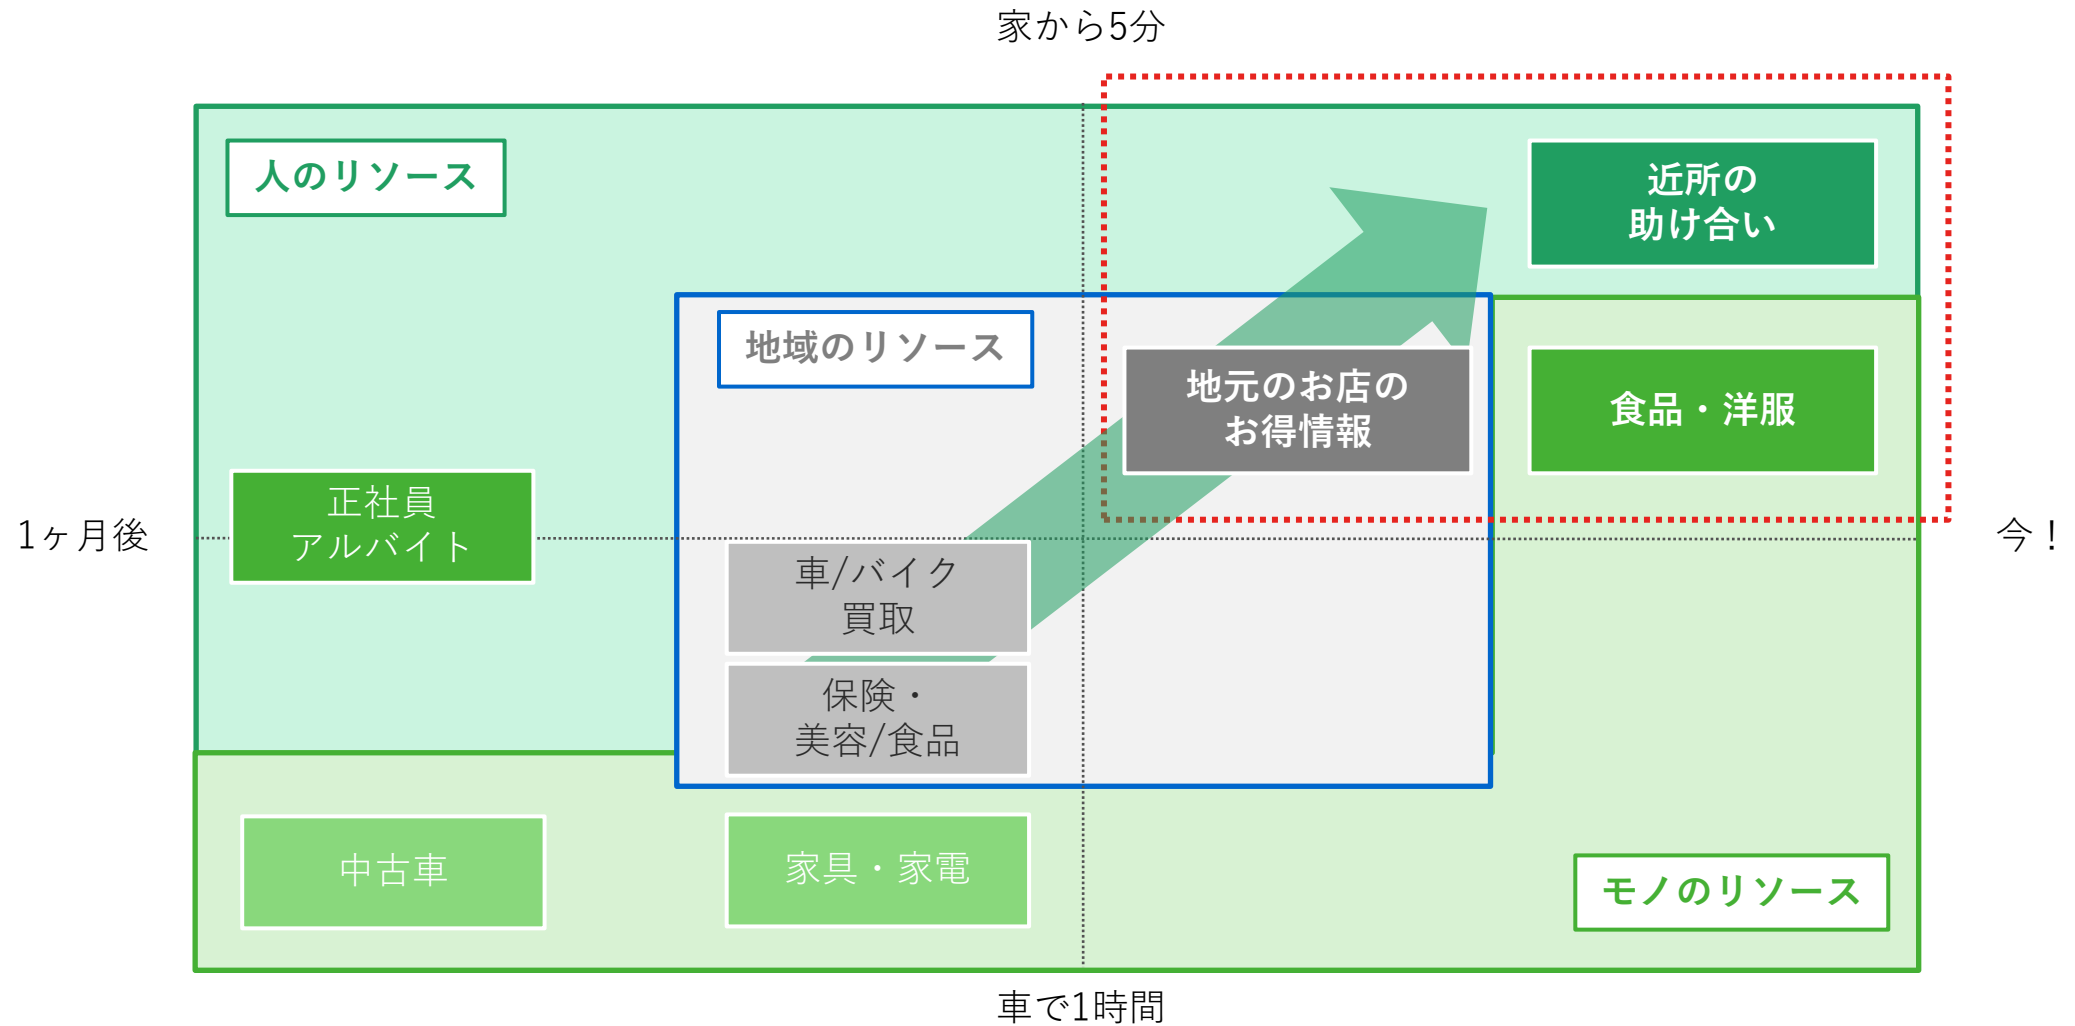 家から5分
人のリソース
近所の
助け合い
地域のリソース
地元のお店の
お得情報
食品・洋服
正社員
アルバイト
1ヶ月後
今！
車/バイク
買取
保険・
美容/食品
中古車
家具・家電
モノのリソース
車で1時間